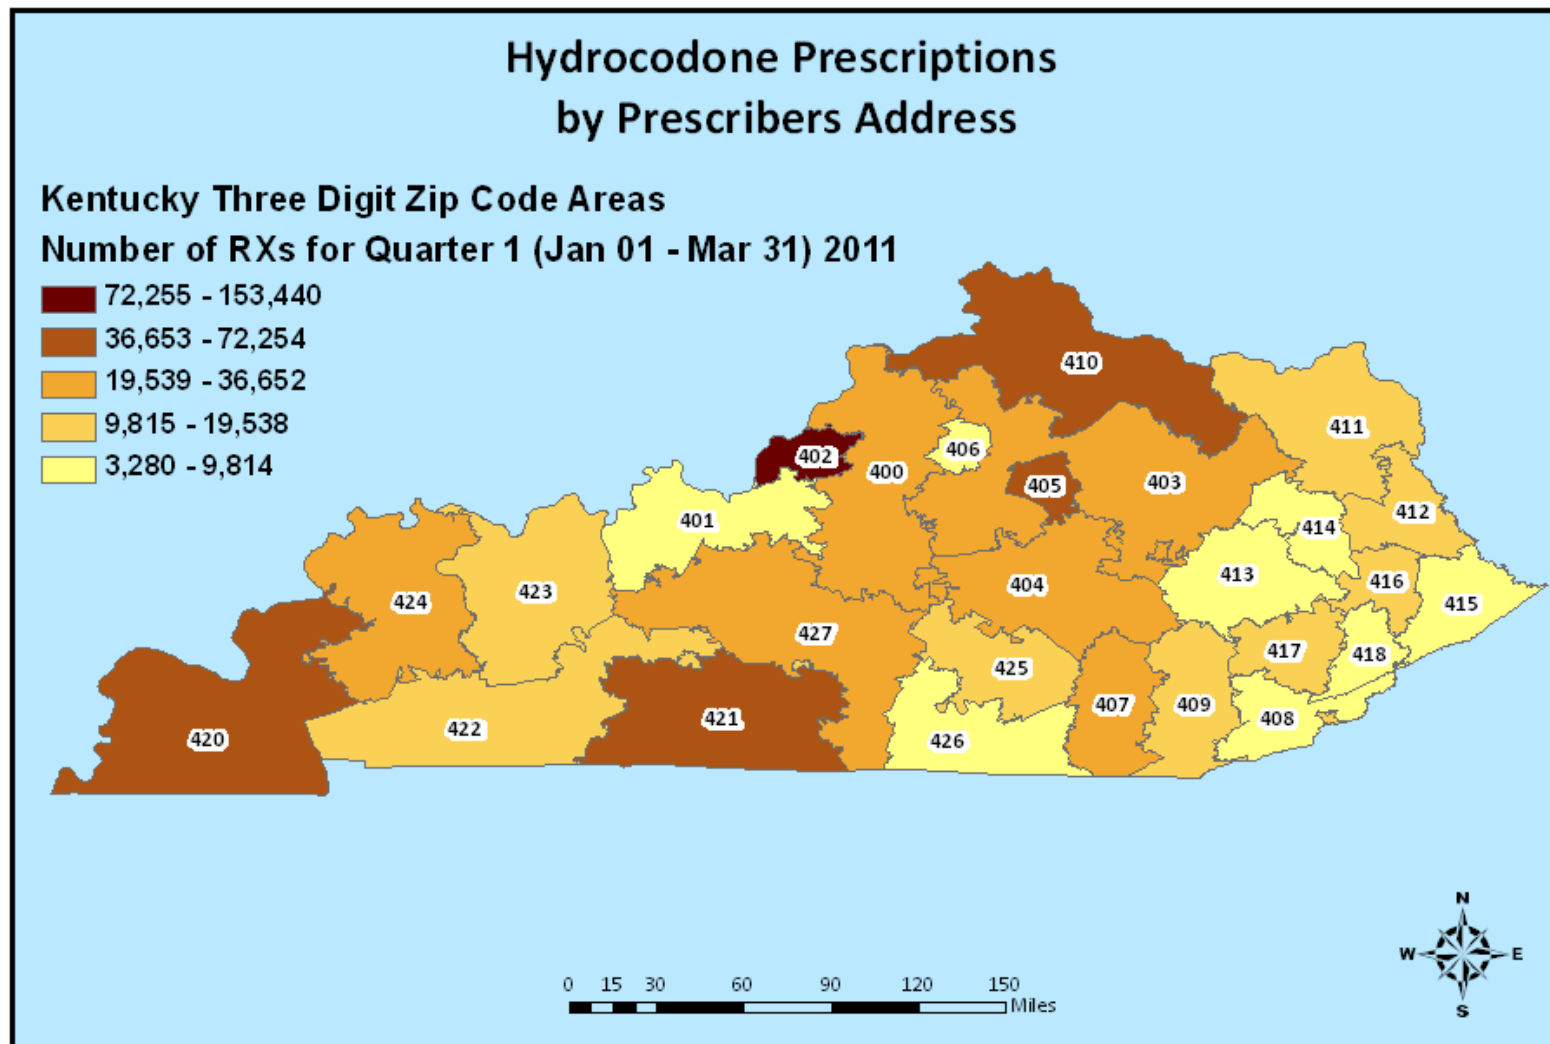 Hydrocodone Prescriptions
by Prescribers Address
Kentucky Three Digit Zip Code Areas
Number of RXs for Quarter 1 (Jan 01 - Mar 31) 2011
72,255 - 153,440
36,653 - 72,254
19,539 - 36,652
9,815 - 19,538
3,280 - 9,814
410
411
402
406
400
405
403
401
412
414
413
404
416
415
423
424
427
417
418
425
407
409
408
421
422
426
420
N
W E
S
0 15 30 60 90 120 150
Miles